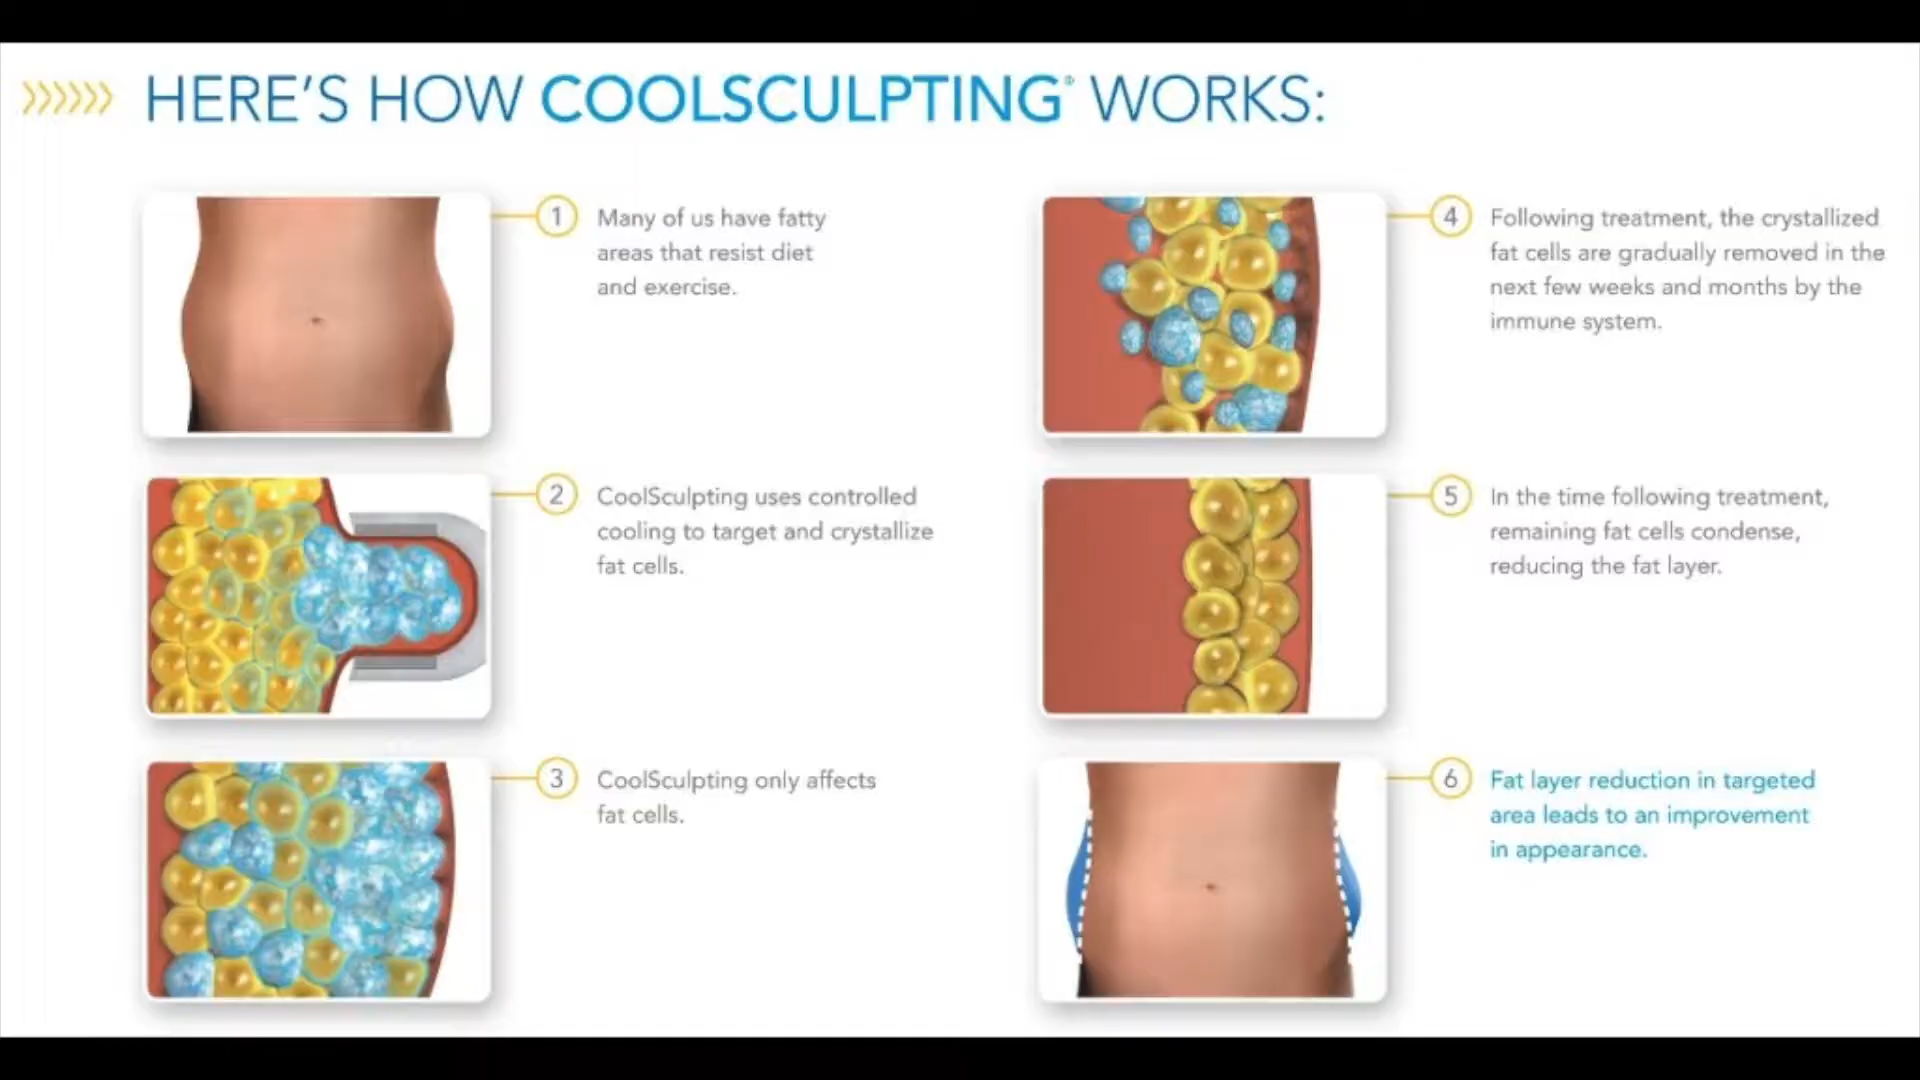 HERE'S HOW COOLSCULPTING® WORKS:
1
Many of us have fatty
areas that resist diet
and exercise.
2
CoolSculpting uses controlled
cooling to target and crystallize
fat cells.
3
CoolSculpting only affects
fat cells.
4
Following treatment, the crystallized
fat cells are gradually removed in the
next few weeks and months by the
immune system.
5
In the time following treatment,
remaining fat cells condense,
reducing the fat layer.
6
Fat layer reduction in targeted
area leads to an improvement
in appearance.